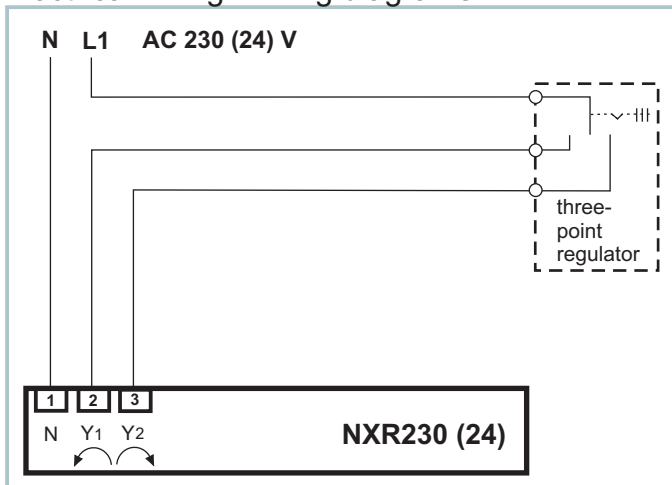 N L1 AC 230 (24) V
three-
point
regulator
1 2 3
N Y1 Y2
NXR230 (24)